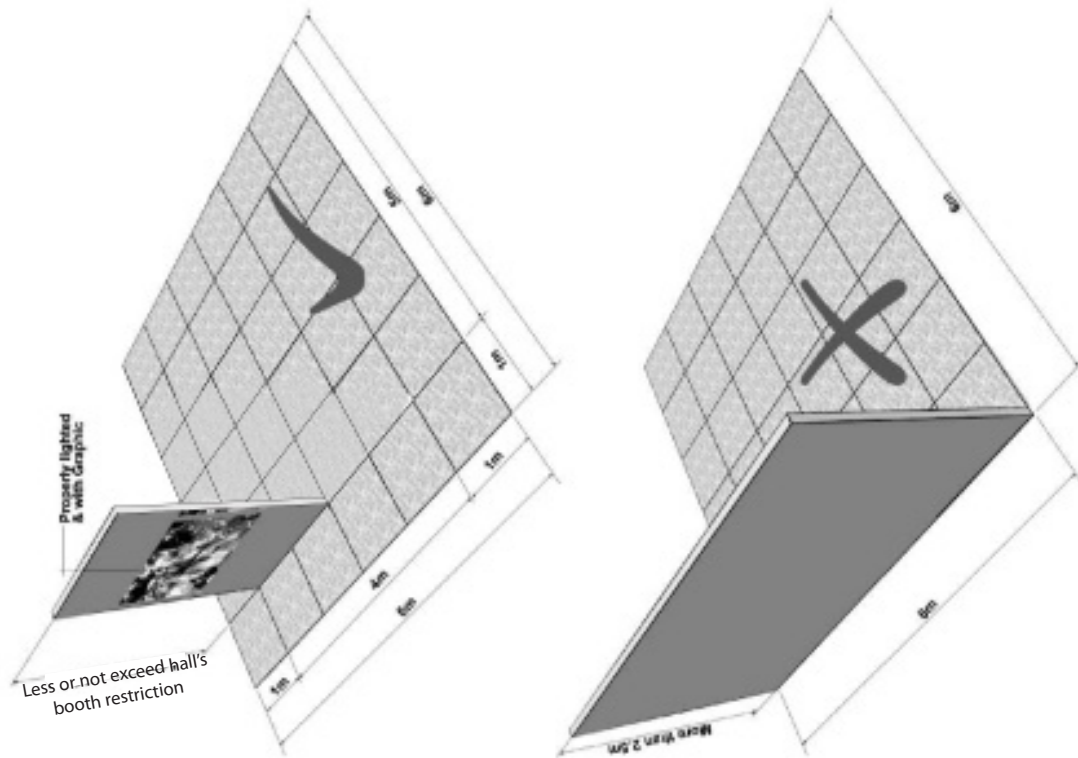 Properly lighted
& with Graphic
5m
6m
1m
1m
4m
6m
1m
Less or not exceed hall's
booth restriction
6m
6m
More than 2.5m